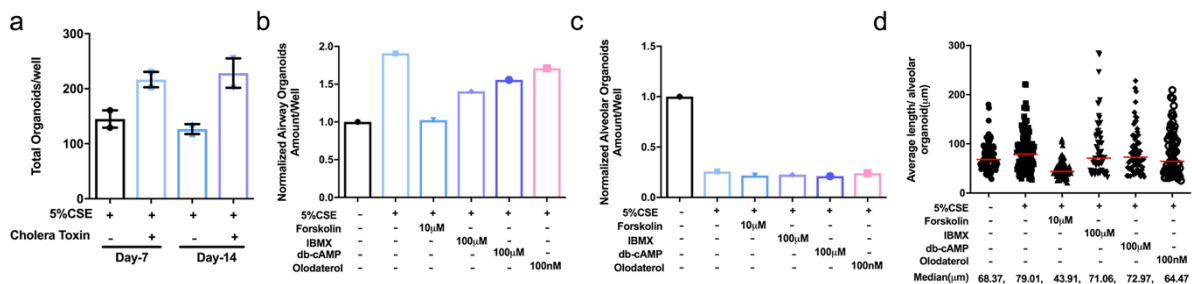 a
Total Organoids/well
300
200
100
0
5%CSE + + + +
Cholera Toxin - + - +
Day-7 Day-14
b
Normalized Airway Organoids
Amount/Well
2.0
1.5
1.0
0.5
0.0
5%CSE - + + + + +
Forskolin - - 10μM - - -
IBMX - - - 100μM - -
db-cAMP - - - - 100μM -
Olodaterol - - - - - 100nM
c
Normalized Alveolar Organoids
Amount/Well
1.5
1.0
0.5
0.0
5%CSE - + + + + +
Forskolin - - 10μM - - -
IBMX - - - 100μM - -
db-cAMP - - - - 100μM -
Olodaterol - - - - - 100nM
d
Average length/ alveolar
organoid(μm)
300
200
100
0
5%CSE - + + + + +
Forskolin - - 10μM - - -
IBMX - - - 100μM - -
db-cAMP - - - - 100μM -
Olodaterol - - - - - 100nM
Median(μm) 68.37, 79.01, 43.91, 71.06, 72.97, 64.47